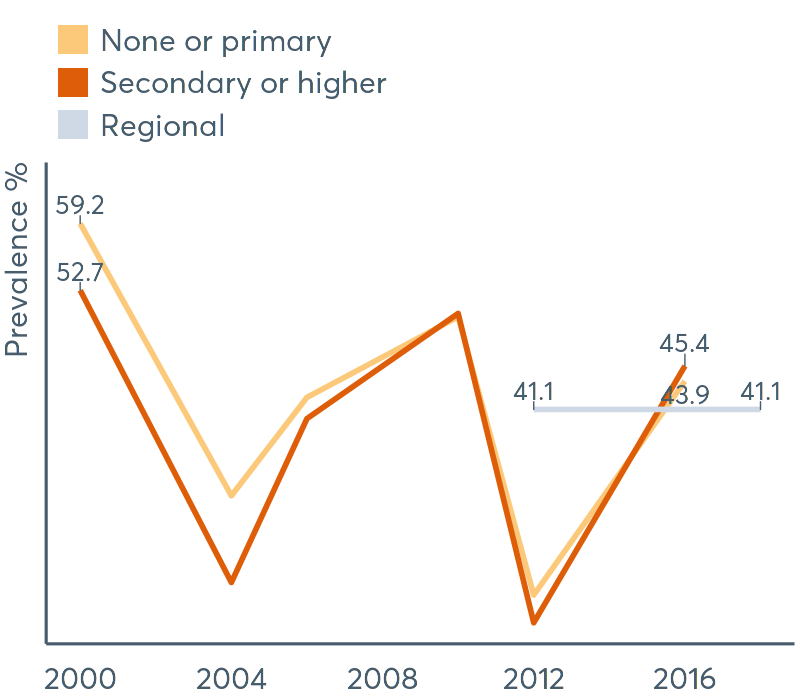 None or primary
Secondary or higher
Regional
Prevalence %
59.2
52.7
45.4
41.1
43.9
41.1
2000
2004
2008
2012
2016